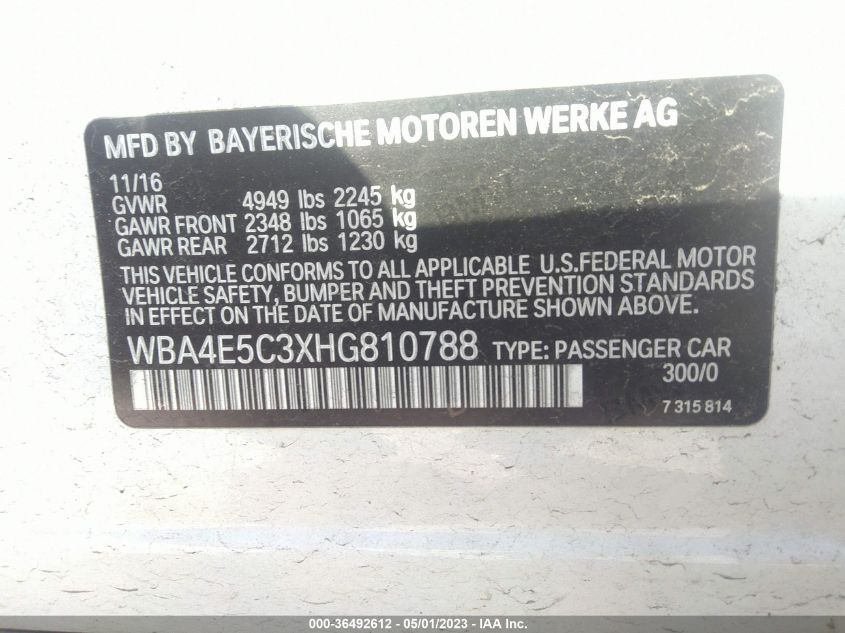 MFD BY BAYERISCHE MOTOREN WERKE AG
11/16
GVWR 4949 lbs 2245 kg
GAWR FRONT 2348 lbs 1065 kg
GAWR REAR 2712 lbs 1230 kg
THIS VEHICLE CONFORMS TO ALL APPLICABLE U.S.FEDERAL MOTOR
VEHICLE SAFETY, BUMPER AND THEFT PREVENTION STANDARDS
IN EFFECT ON THE DATE OF MANUFACTURE SHOWN ABOVE.
WBA4E5C3XHG810788 TYPE: PASSENGER CAR
300/0
7 315 814
000-36492612 - 05/01/2023 - IAA Inc.